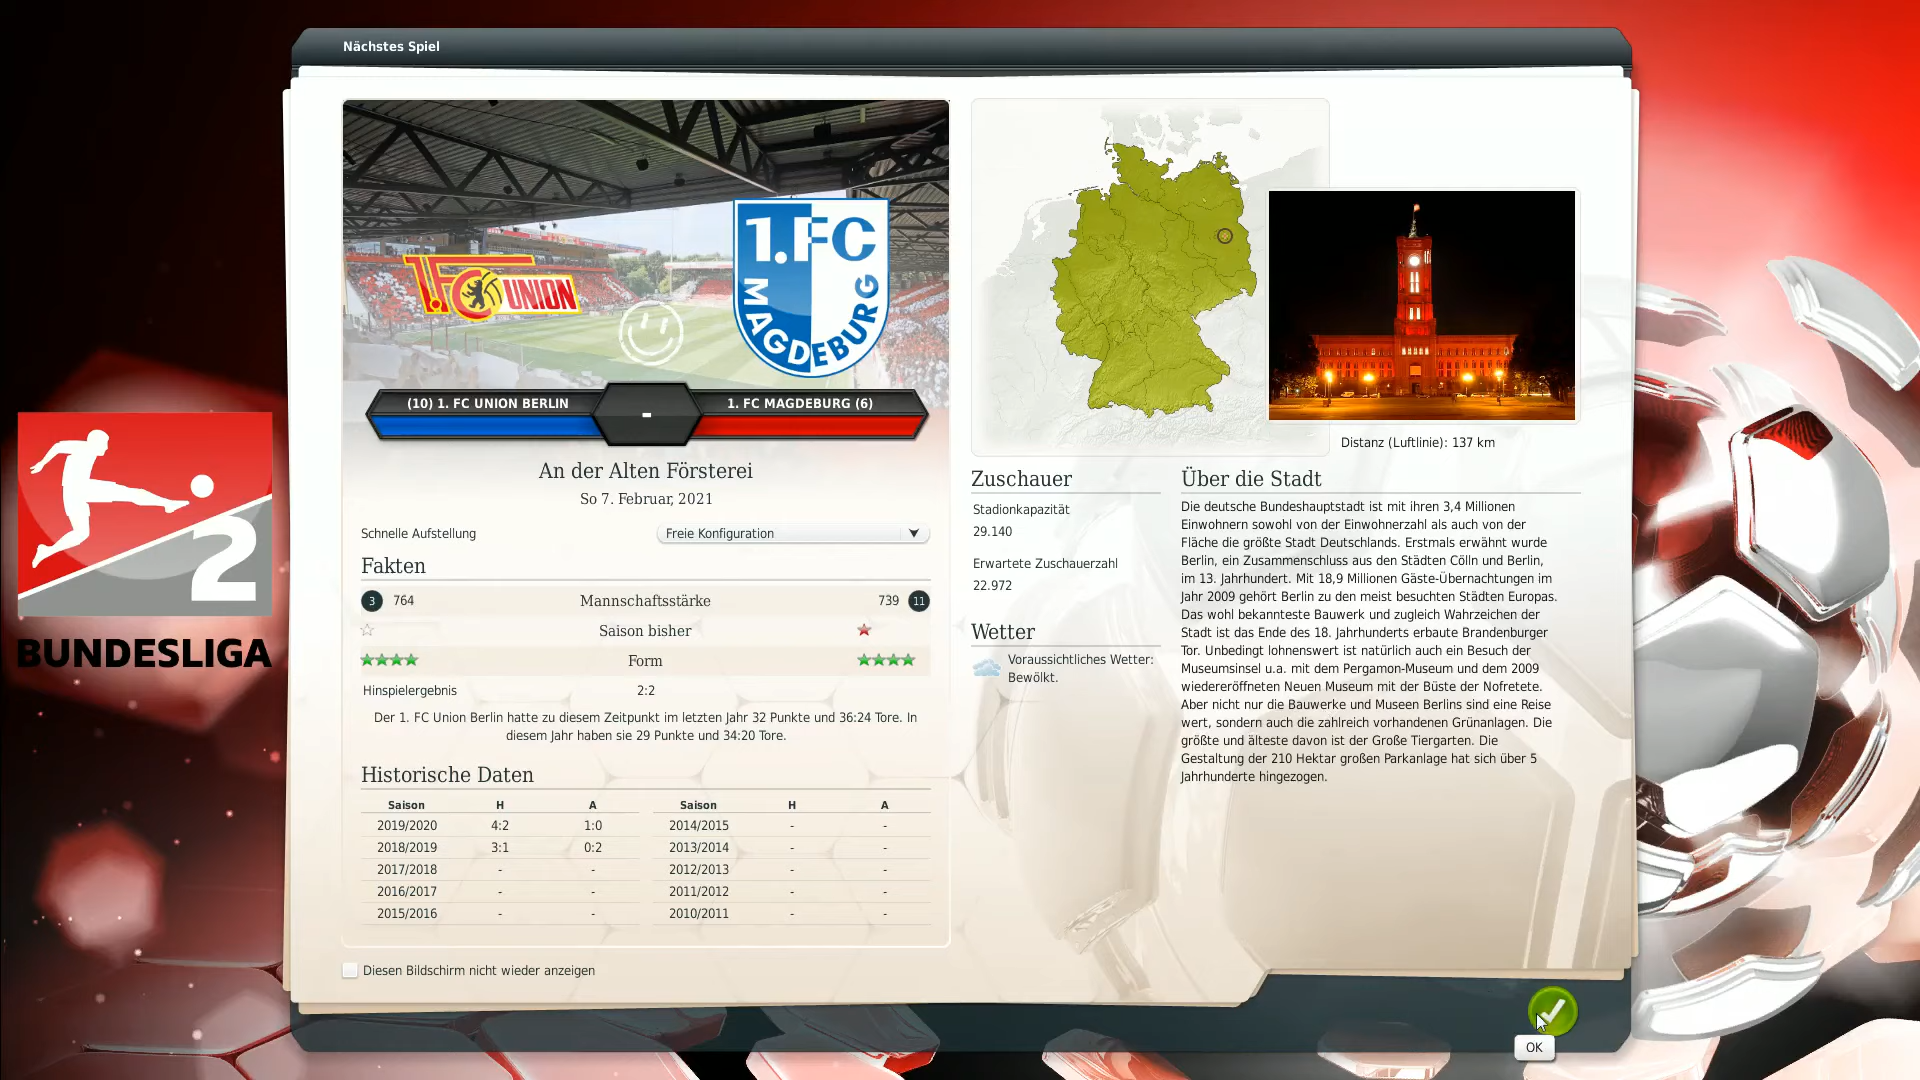 Nächstes Spiel
1.FC UNION
1.FC
MAGDEBURG
(10) 1. FC UNION BERLIN
-
1. FC MAGDEBURG (6)
An der Alten Försterei
So 7. Februar, 2021
Schnelle Aufstellung
Freie Konfiguration
Fakten
3 764 Mannschaftsstärke 739 11
Saison bisher
Form
Hinspielergebnis 2:2
Der 1. FC Union Berlin hatte zu diesem Zeitpunkt im letzten Jahr 32 Punkte und 36:24 Tore. In
diesem Jahr haben sie 29 Punkte und 34:20 Tore.
Historische Daten
Saison H A Saison H A
2019/2020 4:2 1:0 2014/2015 - -
2018/2019 3:1 0:2 2013/2014 - -
2017/2018 - - 2012/2013 - -
2016/2017 - - 2011/2012 - -
2015/2016 - - 2010/2011 - -
Diesen Bildschirm nicht wieder anzeigen
Distanz (Luftlinie): 137 km
Zuschauer
Stadionkapazität
29.140
Erwartete Zuschauerzahl
22.972
Wetter
Voraussichtliches Wetter:
Bewölkt.
Über die Stadt
Die deutsche Bundeshauptstadt ist mit ihren 3,4 Millionen
Einwohnern sowohl von der Einwohnerzahl als auch von der
Fläche die größte Stadt Deutschlands. Erstmals erwähnt wurde
Berlin, ein Zusammenschluss aus den Städten Cölln und Berlin,
im 13. Jahrhundert. Mit 18,9 Millionen Gäste-Übernachtungen im
Jahr 2009 gehört Berlin zu den meist besuchten Städten Europas.
Das wohl bekannteste Bauwerk und zugleich Wahrzeichen der
Stadt ist das Ende des 18. Jahrhunderts erbaute Brandenburger
Tor. Unbedingt lohnenswert ist natürlich auch ein Besuch der
Museumsinsel u.a. mit dem Pergamon-Museum und dem 2009
wiedereröffneten Neuen Museum mit der Büste der Nofretete.
Aber nicht nur die Bauwerke und Museen Berlins sind eine Reise
wert, sondern auch die zahlreich vorhandenen Grünanlagen. Die
größte und älteste davon ist der Große Tiergarten. Die
Gestaltung der 210 Hektar großen Parkanlage hat sich über 5
Jahrhunderte hingezogen.
2
BUNDESLIGA
OK